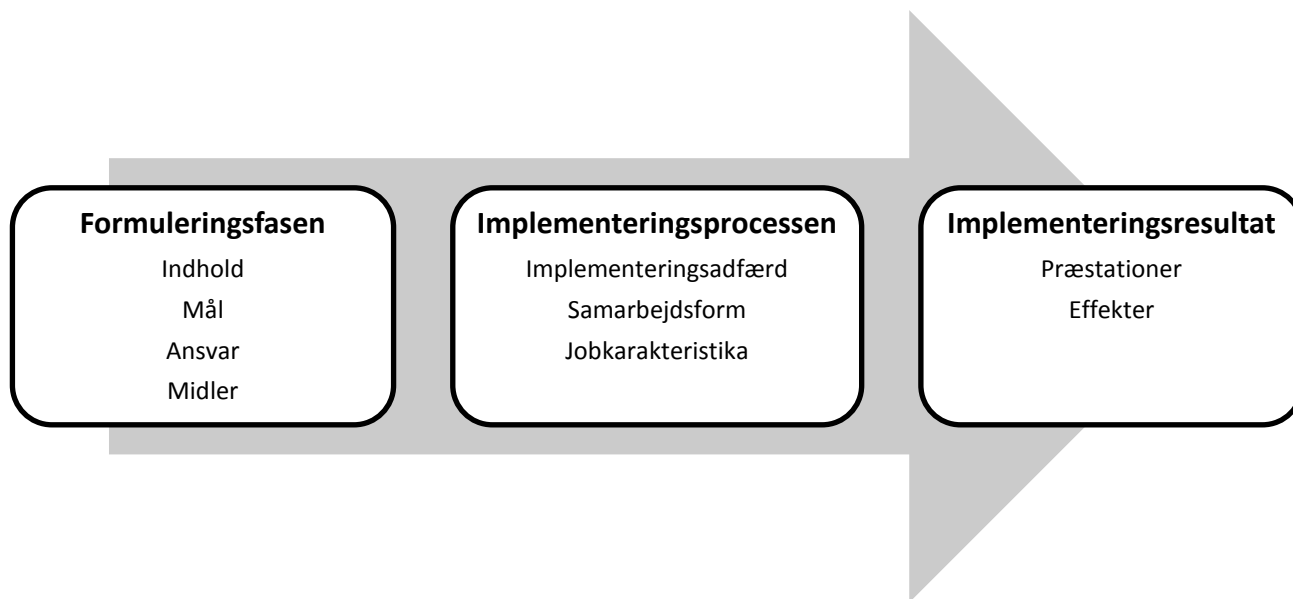 Formuleringsfasen
Indhold
Mål
Ansvar
Midler
Implementeringsprocessen
Implementeringsadfærd
Samarbejdsform
Jobkarakteristika
Implementeringsresultat
Præstationer
Effekter